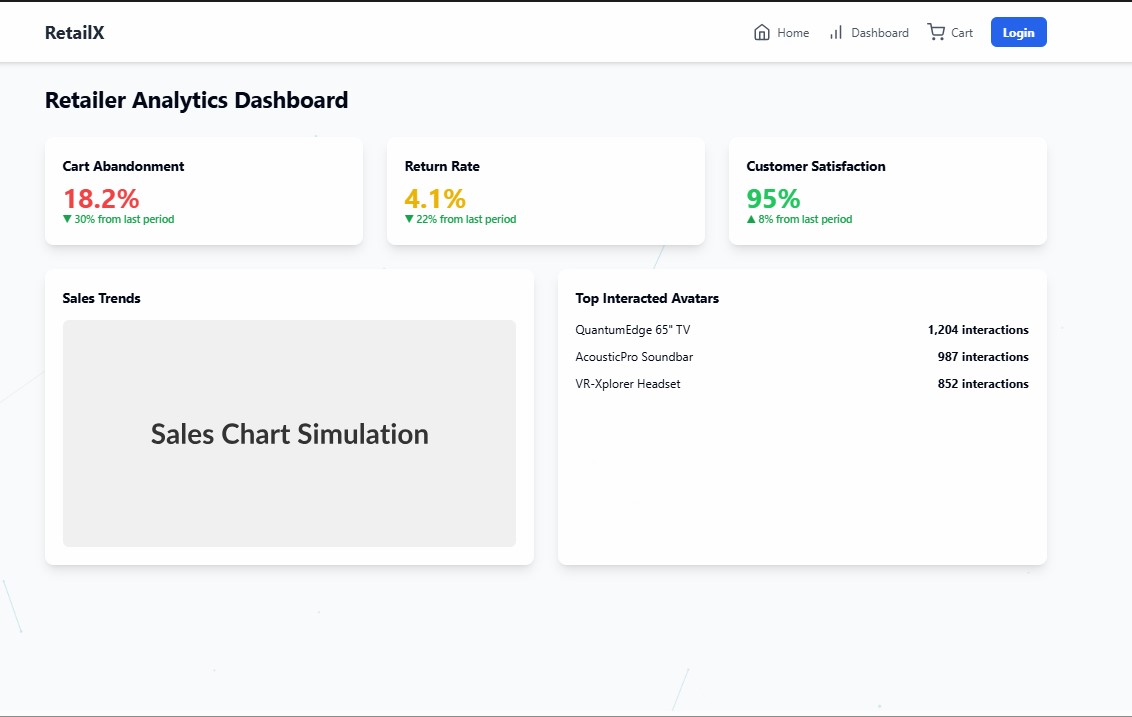 RetailX
Home
Dashboard
Cart
Login
Retailer Analytics Dashboard
Cart Abandonment
18.2%
▼ 30% from last period
Return Rate
4.1%
▼ 22% from last period
Customer Satisfaction
95%
▲ 8% from last period
Sales Trends
Sales Chart Simulation
Top Interacted Avatars
QuantumEdge 65" TV 1,204 interactions
AcousticPro Soundbar 987 interactions
VR-Xplorer Headset 852 interactions